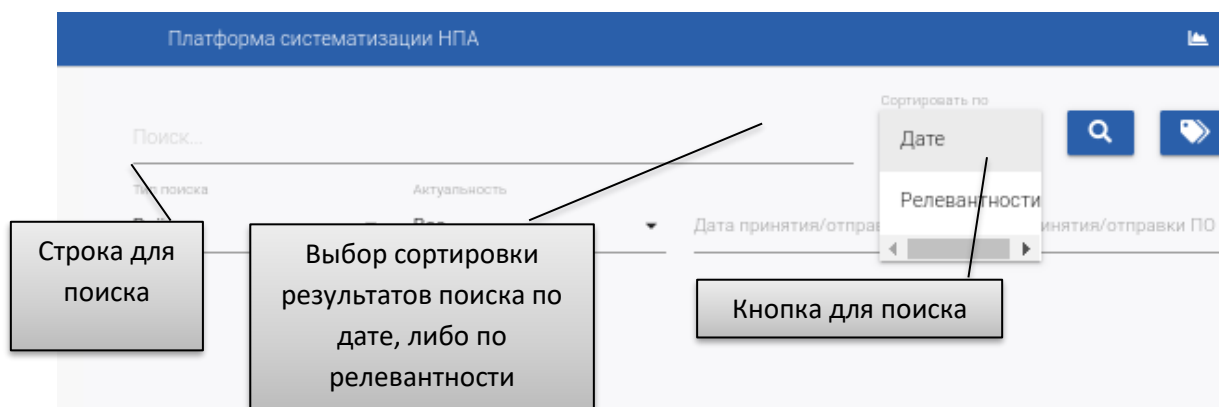 Платформа систематизации НПА
Сортировать по
Поиск...
Дате
Тип поиска
Актуальность
Релевантности
Дата принятия/отправ
инятия/отправки ПО
Строка для
поиска
Выбор сортировки
результатов поиска по
дате, либо по
релевантности
Кнопка для поиска